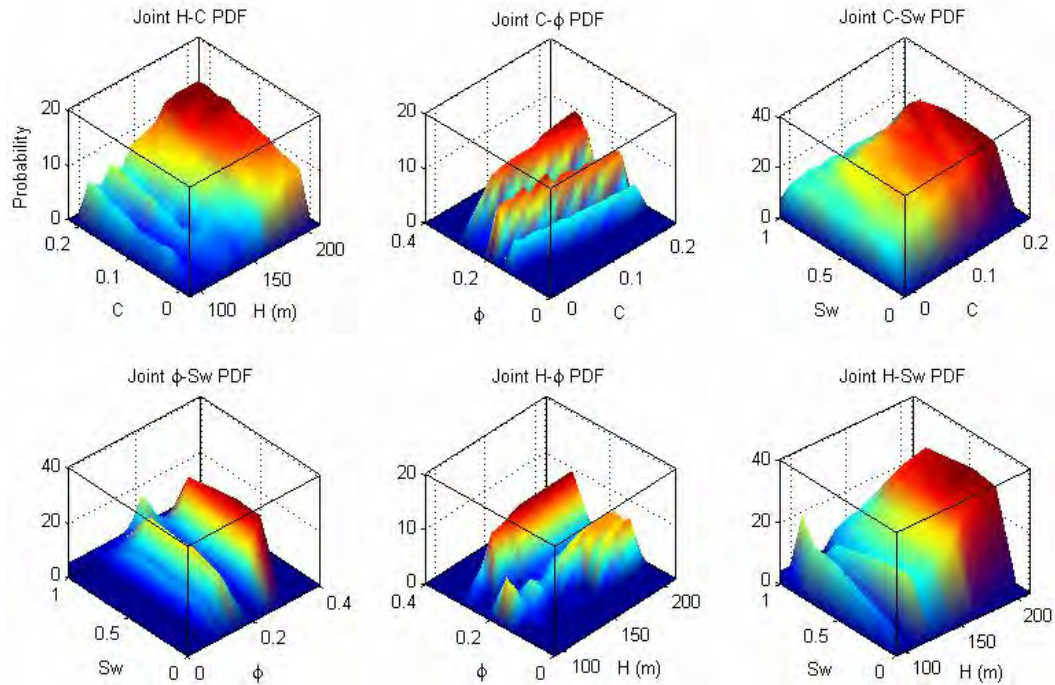 Joint H-C PDF
Joint C-ϕ PDF
Joint C-Sw PDF
Probability
20
10
0
0.2
0.1
0
C
100
150
200
H (m)
20
10
0
0.4
0.2
0
ϕ
0
0.1
0.2
C
40
20
0
1
0.5
0
Sw
0
0.1
0.2
C
Joint ϕ-Sw PDF
Joint H-ϕ PDF
Joint H-Sw PDF
40
20
0
1
0.5
0
Sw
0
0.2
0.4
ϕ
20
10
0
0.4
0.2
0
ϕ
100
150
200
H (m)
40
20
0
1
0.5
0
Sw
100
150
200
H (m)